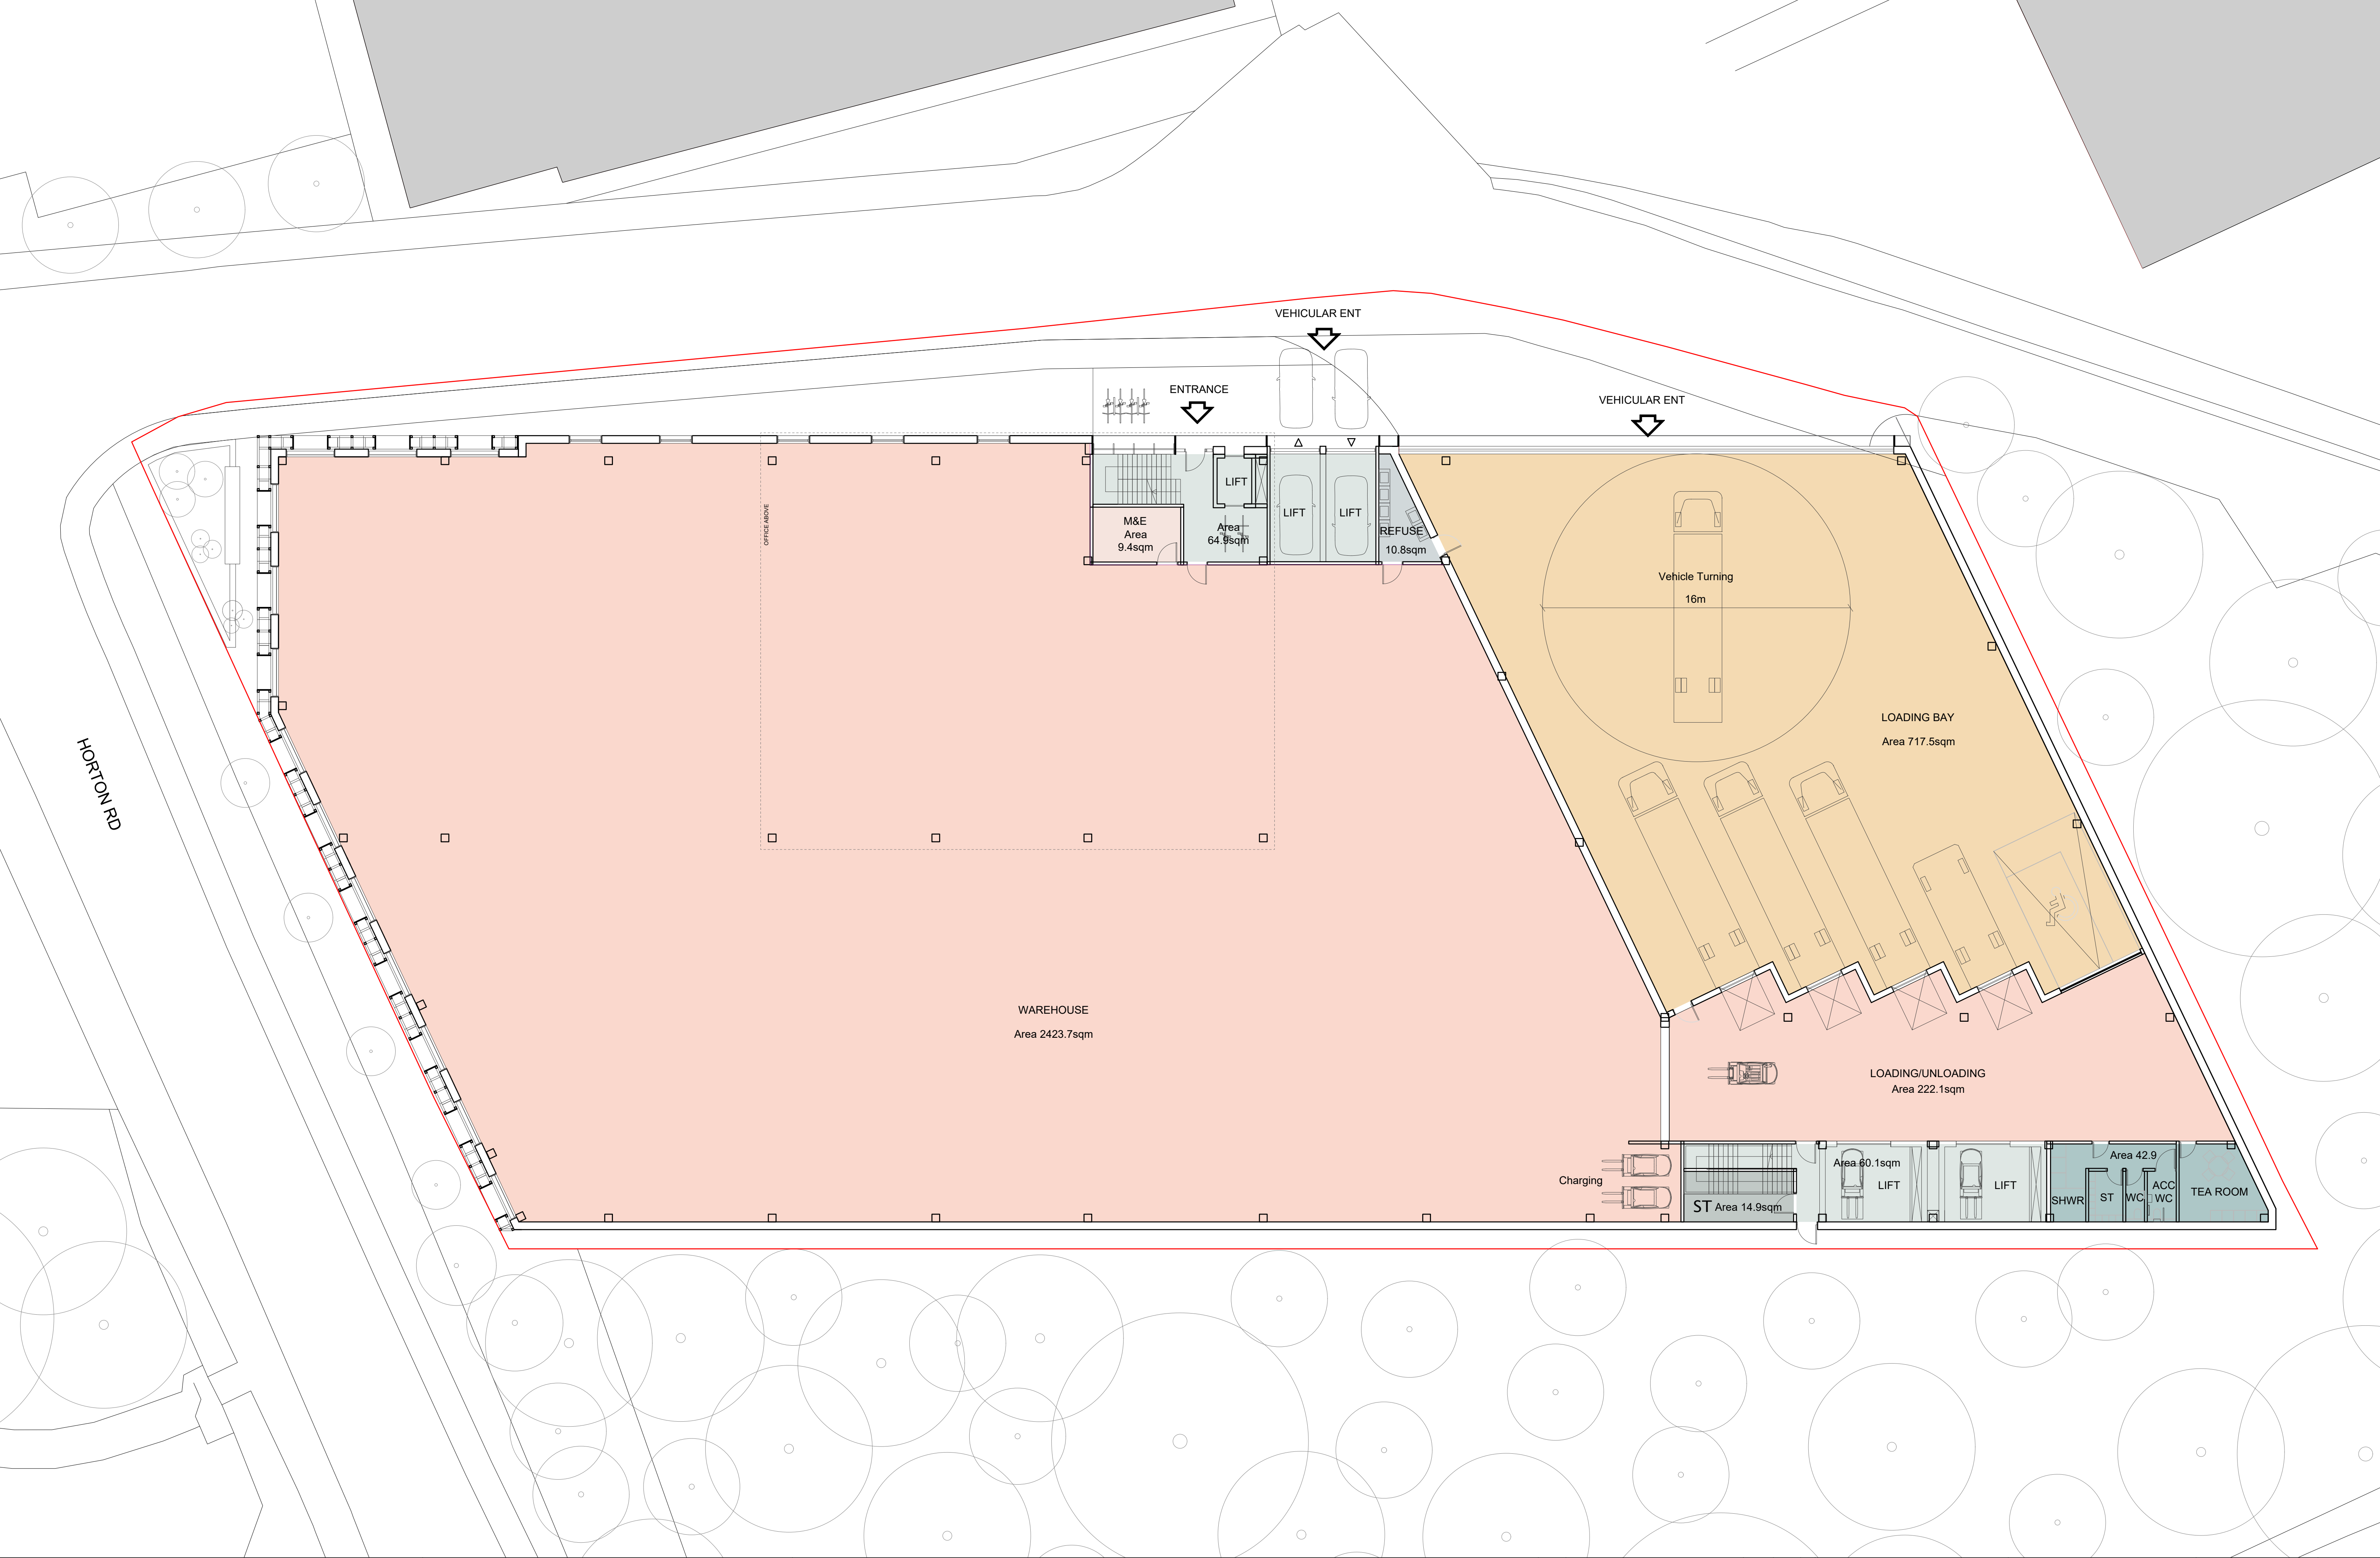 VEHICULAR ENT
ENTRANCE
VEHICULAR ENT
LIFT
M&E
Area
9.4sqm
Area
64.9sqm
LIFT
LIFT
REFUSE
10.8sqm
OFFICE ABOVE
Vehicle Turning
16m
LOADING BAY
Area 717.5sqm
HORTON RD
WAREHOUSE
Area 2423.7sqm
LOADING/UNLOADING
Area 222.1sqm
Charging
Area 60.1sqm
LIFT
LIFT
ST Area 14.9sqm
Area 42.9
SHWR
ST
WC
ACC
WC
TEA ROOM